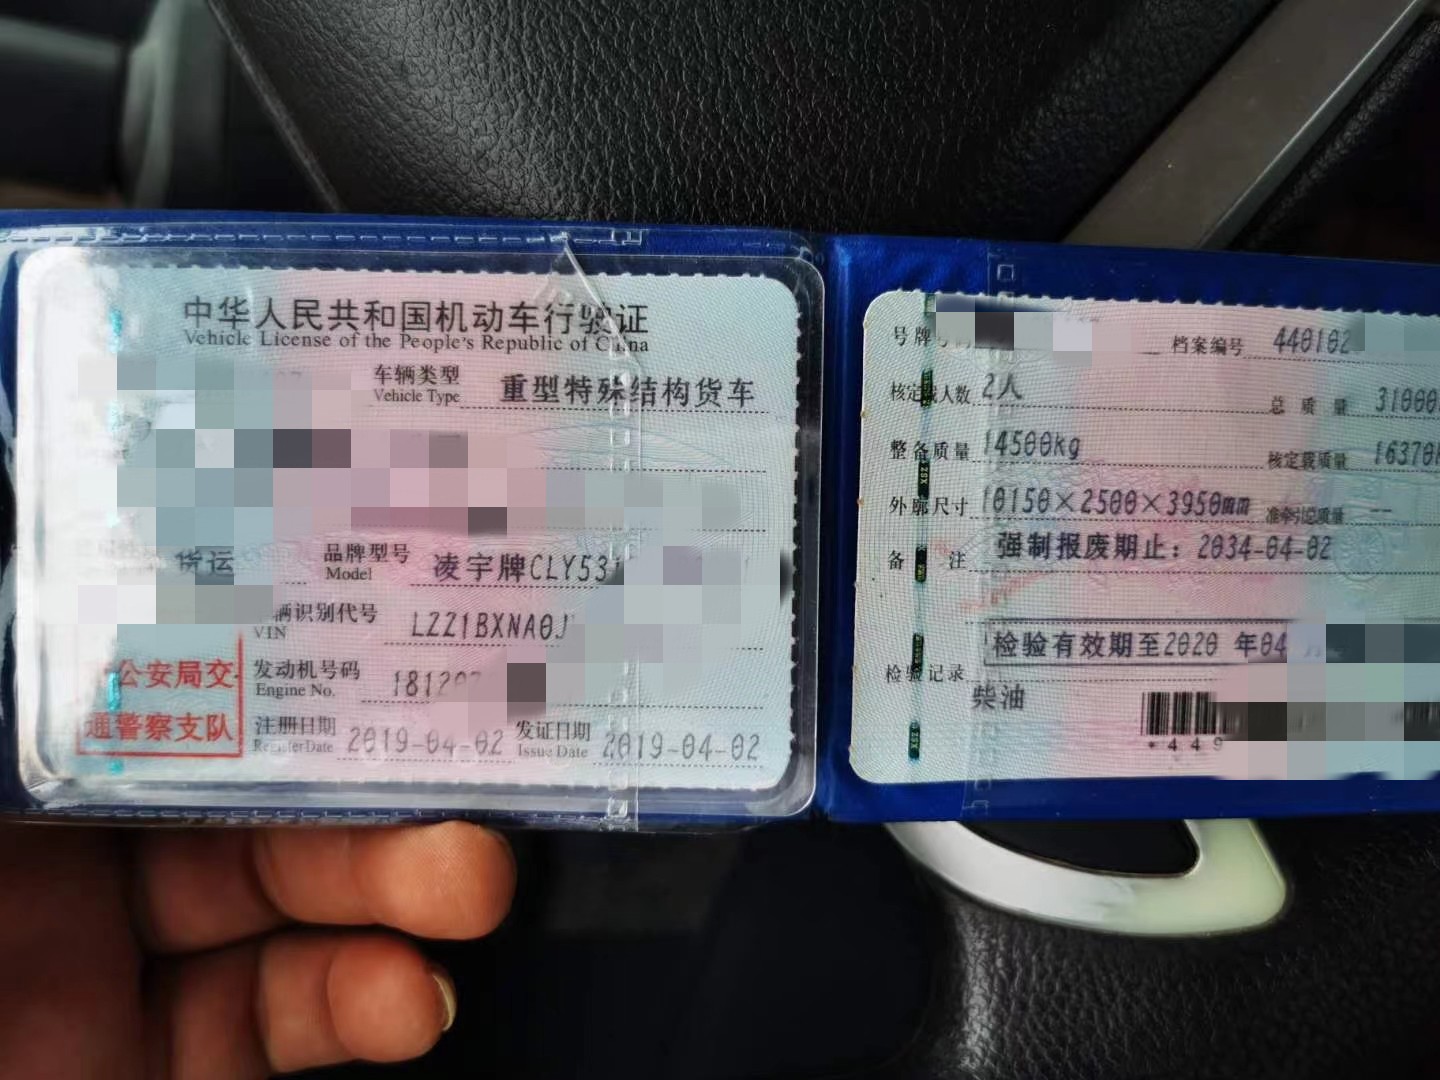 中华人民共和国机动车行驶证
Vehicle License of the People's Republic of China
车辆类型 重型特殊结构货车
Vehicle Type
货运
品牌型号 凌宇牌CLY53
Model
辆识别代号 LZZ1BXNA0J
VIN
公安局交
通警察支队
发动机号码 181207
Engine No.
注册日期 2019-04-02 发证日期 2019-04-02
Register Date Issue Date
号牌 档案编号 440102
核定载人数 2人 总质量 31000
整备质量 14500kg 核定载质量 16370
外廓尺寸 10150×2500×3950mm 准牵引总质量 --
备注 强制报废期止：2034-04-02
检验有效期至2020 年04
检验记录
柴油
*449